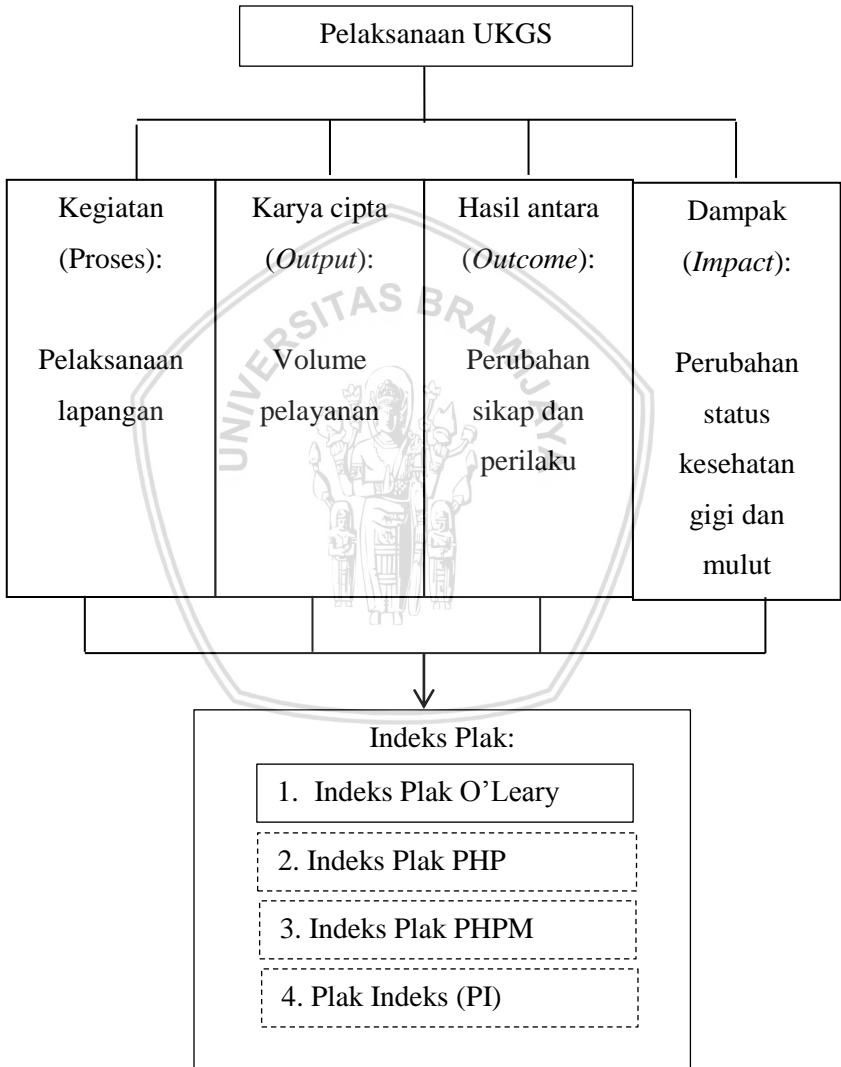 Pelaksanaan UKGS
Kegiatan
(Proses):
Pelaksanaan
lapangan
Karya cipta
(Output):
Volume
pelayanan
Hasil antara
(Outcome):
Perubahan
sikap dan
perilaku
Dampak
(Impact):
Perubahan
status
kesehatan
gigi dan
mulut
UNIVERSITAS BRAWIJAYA
Indeks Plak:
1. Indeks Plak O’Leary
2. Indeks Plak PHP
3. Indeks Plak PHPM
4. Plak Indeks (PI)